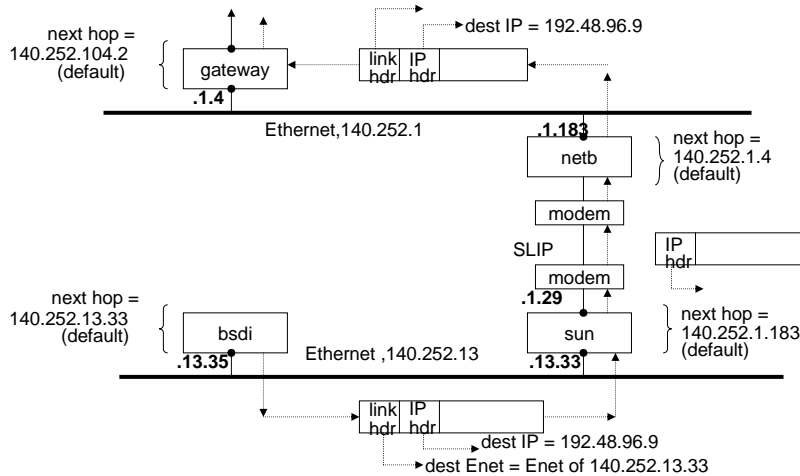 next hop =
140.252.104.2
(default)
gateway
.1.4
link
hdr
IP
hdr
dest IP = 192.48.96.9
Ethernet,140.252.1
.1.183
netb
next hop =
140.252.1.4
(default)
modem
SLIP
modem
IP
hdr
.1.29
next hop =
140.252.13.33
(default)
bsdi
.13.35
Ethernet ,140.252.13
sun
.13.33
next hop =
140.252.1.183
(default)
link
hdr
IP
hdr
dest IP = 192.48.96.9
dest Enet = Enet of 140.252.13.33